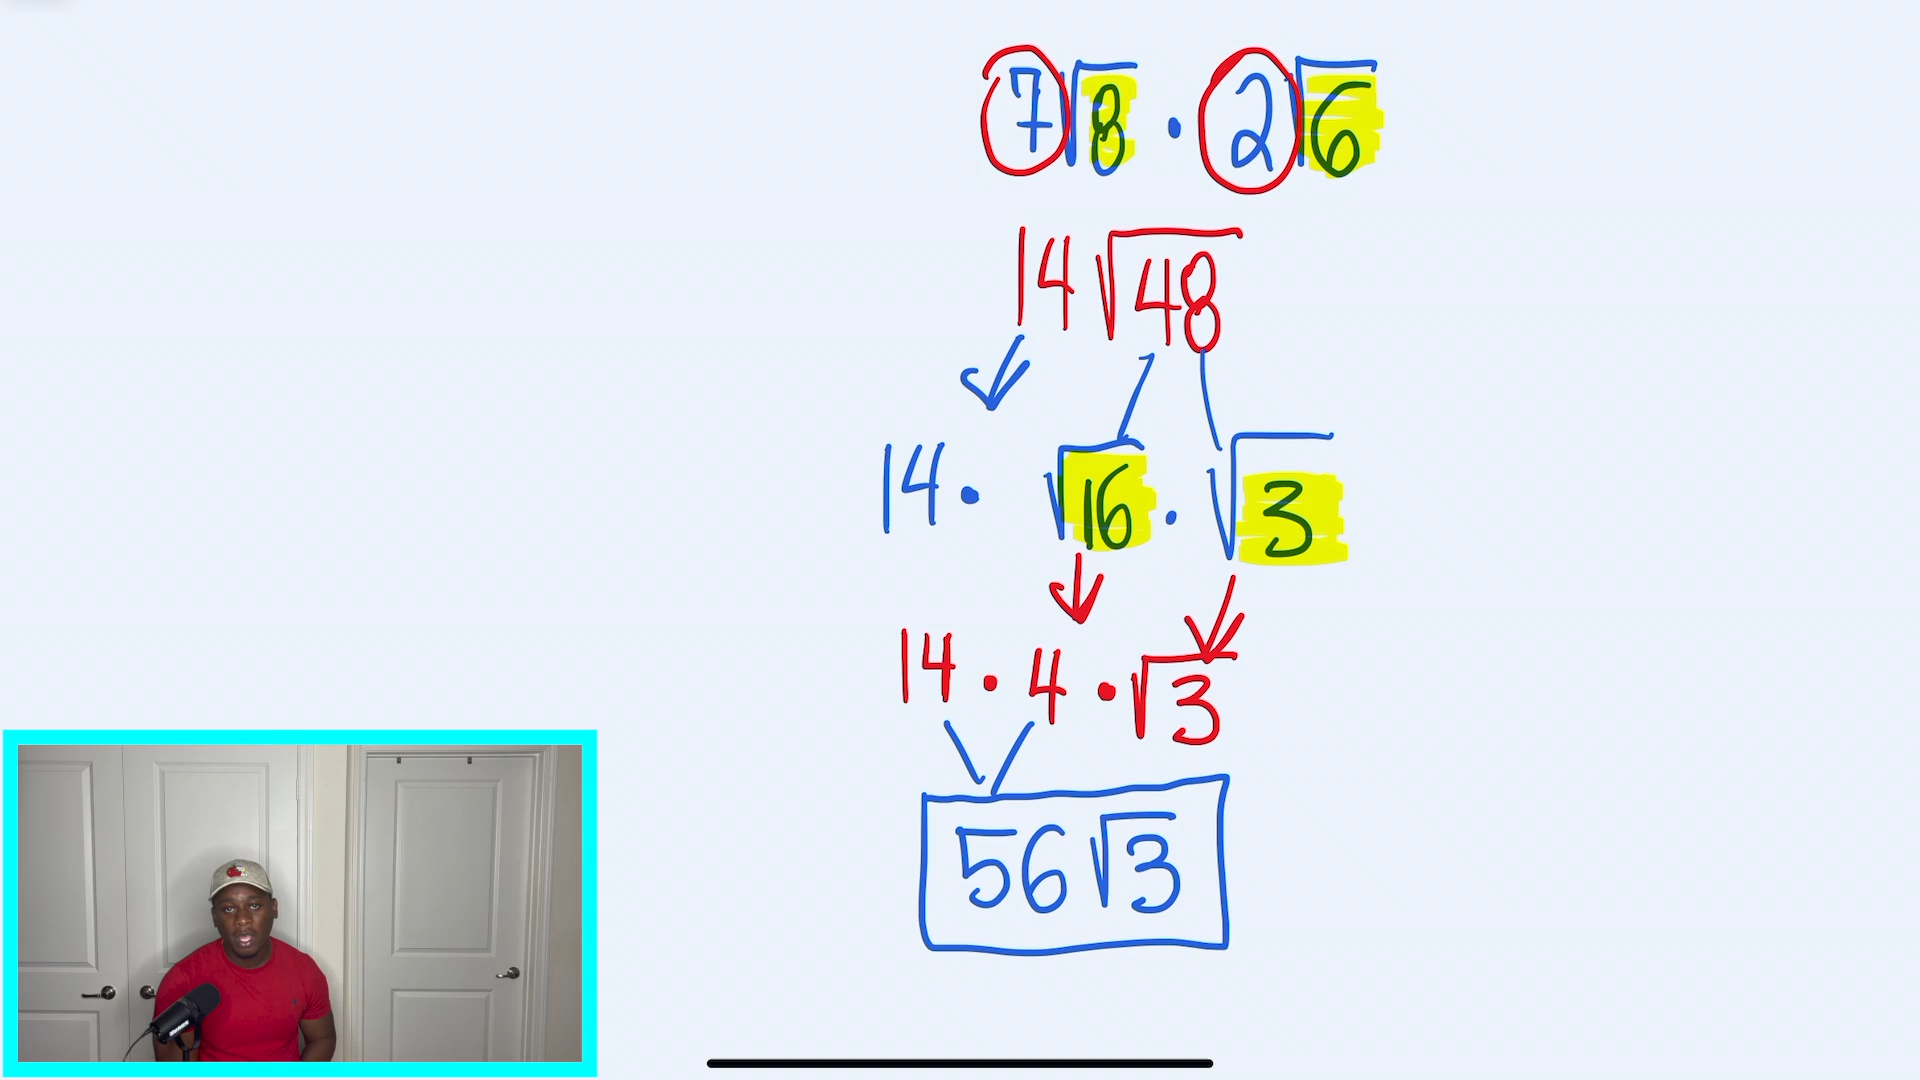 7√8 · 2√6
14√48
14 · √16 · √3
14 · 4 · √3
56√3